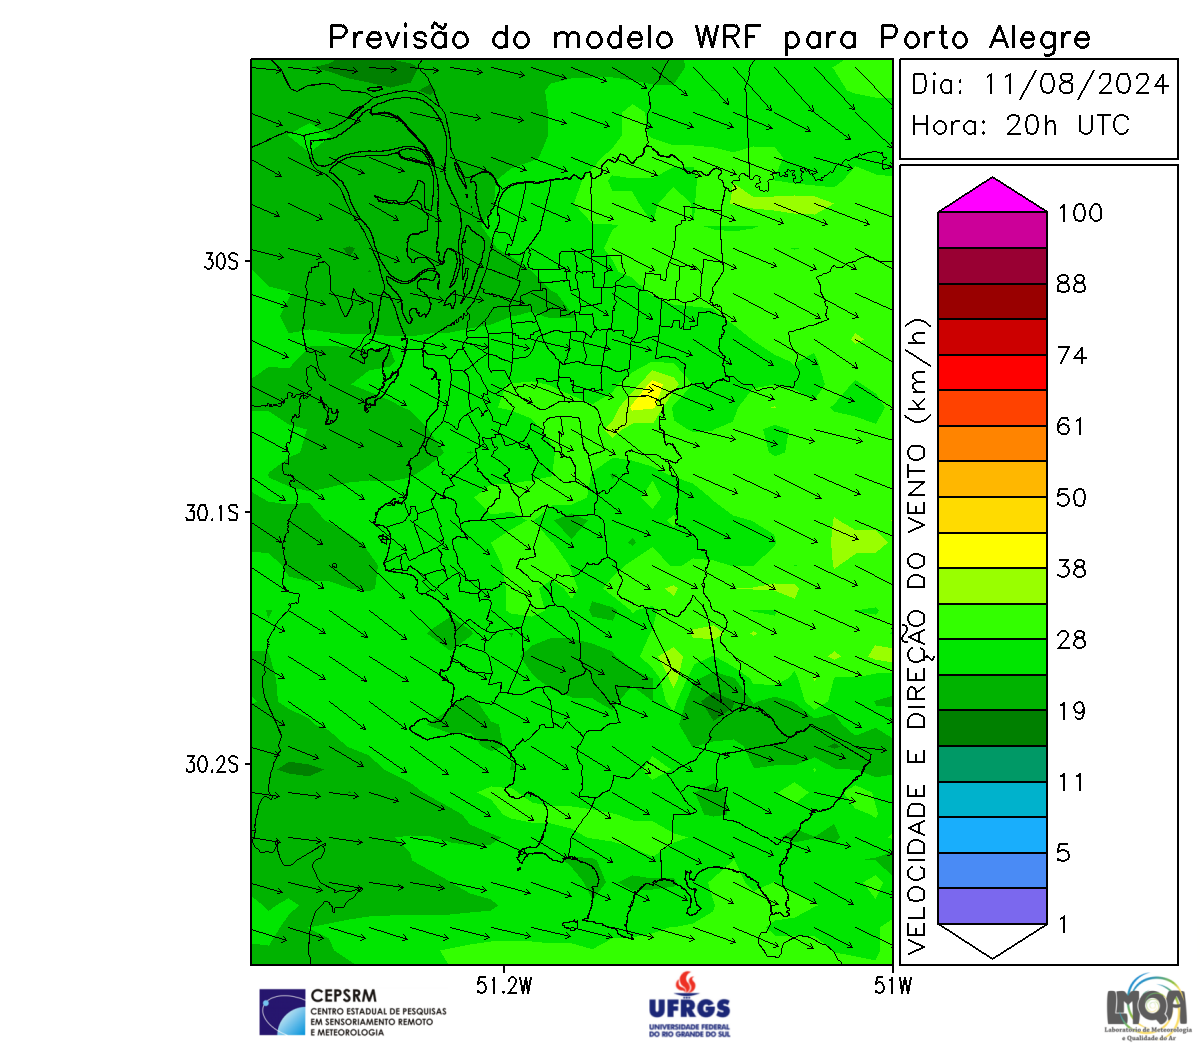 Previsão do modelo WRF para Porto Alegre
Dia: 11/08/2024
Hora: 20h UTC
30S
30.1S
30.2S
51.2W
51W
VELOCIDADE E DIREÇÃO DO VENTO (km/h)
100
88
74
61
50
38
28
19
11
5
1
CEPSRM
CENTRO ESTADUAL DE PESQUISAS
EM SENSORIAMENTO REMOTO
E METEOROLOGIA
UFRGS
UNIVERSIDADE FEDERAL
DO RIO GRANDE DO SUL
LMQA
Laboratório de Meteorologia
e Qualidade do Ar